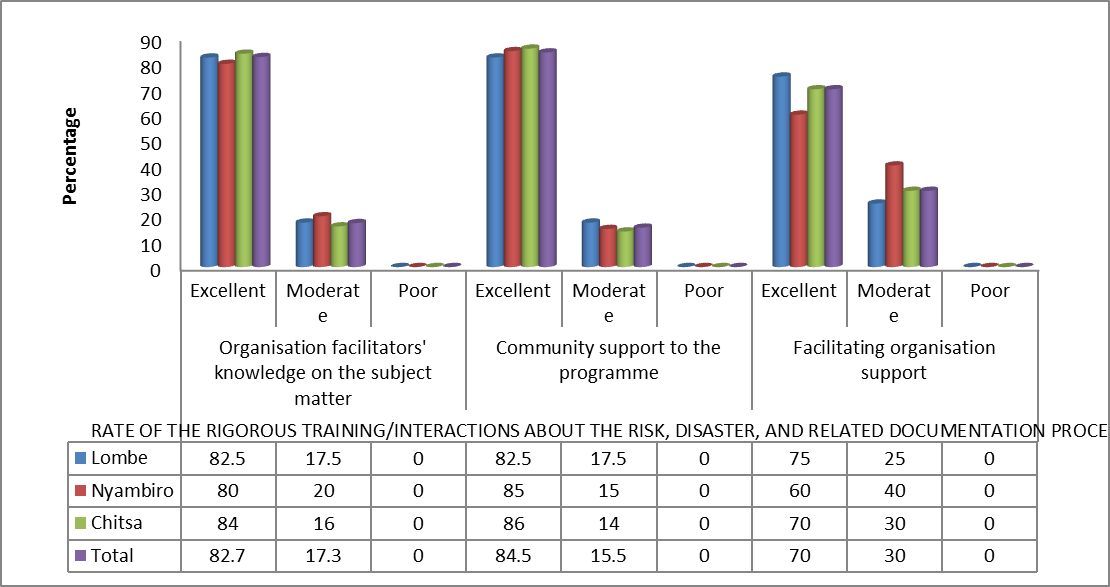 90
80
70
60
50
40
30
20
10
0
Percentage
Excellent Moderat Poor Excellent Moderat Poor Excellent Moderat Poor
e e e
Organisation facilitators' Community support to the Facilitating organisation
knowledge on the subject programme support
matter
RATE OF THE RIGOROUS TRAINING/INTERACTIONS ABOUT THE RISK, DISASTER, AND RELATED DOCUMENTATION PROCE
Lombe 82.5 17.5 0 82.5 17.5 0 75 25 0
Nyambiro 80 20 0 85 15 0 60 40 0
Chitsa 84 16 0 86 14 0 70 30 0
Total 82.7 17.3 0 84.5 15.5 0 70 30 0